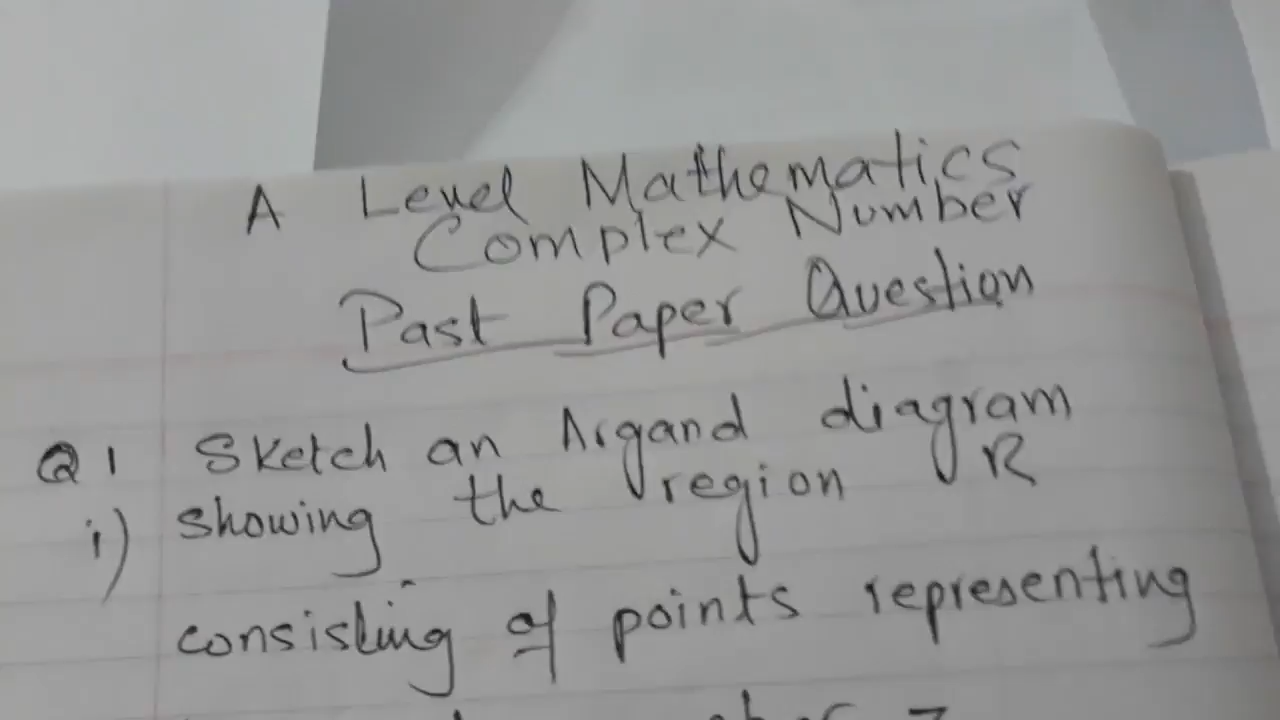 A Level Mathematics
Complex Number
Past Paper Question
Q1 Sketch an Argand diagram
i) showing the region R
consisting of points representing